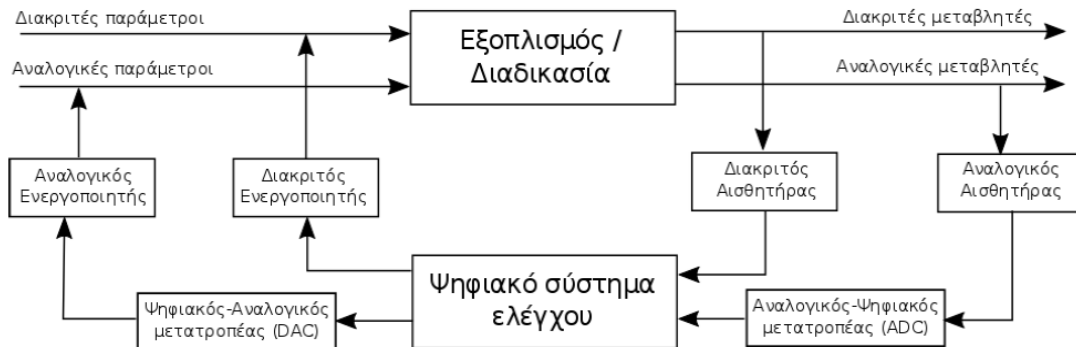 Διακριτές παράμετροι
Αναλογικές παράμετροι
Εξοπλισμός /
Διαδικασία
Διακριτές μεταβλητές
Αναλογικές μεταβλητές
Αναλογικός
Ενεργοποιητής
Διακριτός
Ενεργοποιητής
Διακριτός
Αισθητήρας
Αναλογικός
Αισθητήρας
Ψηφιακός-Αναλογικός
μετατροπέας (DAC)
Ψηφιακό σύστημα
ελέγχου
Αναλογικός-Ψηφιακός
μετατροπέας (ADC)